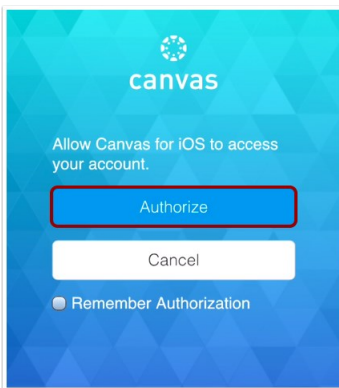 canvas
Allow Canvas for iOS to access
your account.
Authorize
Cancel
Remember Authorization